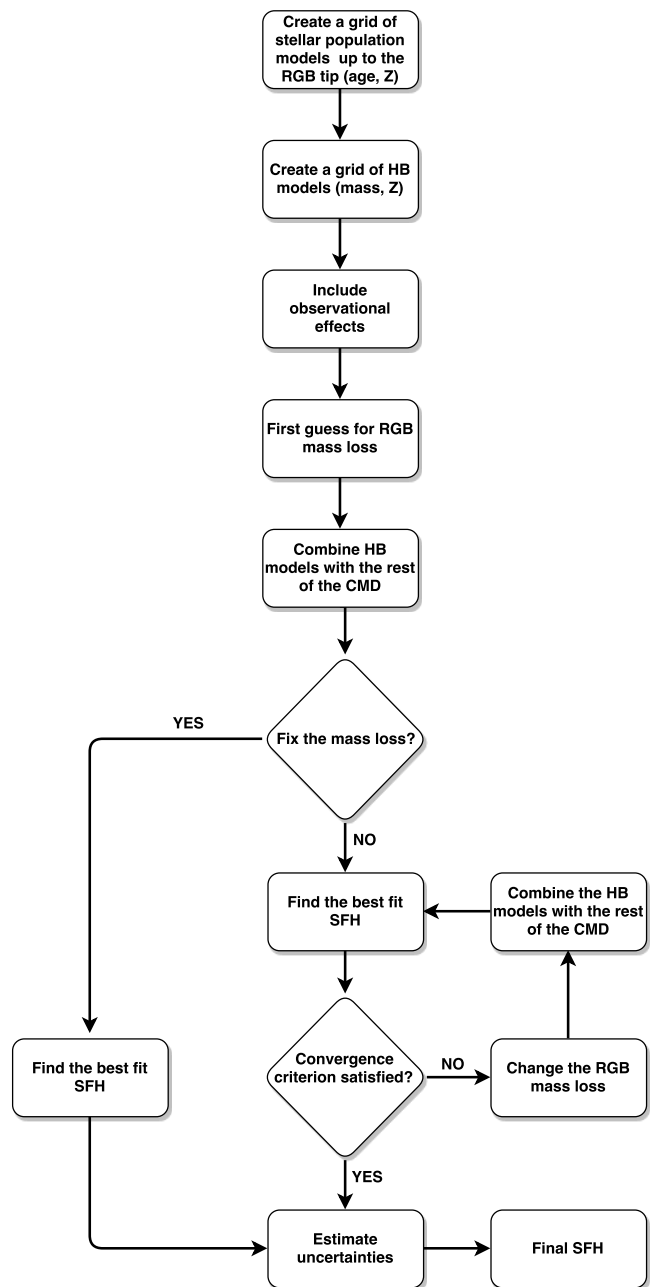 Create a grid of
stellar population
models up to the
RGB tip (age, Z)
Create a grid of HB
models (mass, Z)
Include
observational
effects
First guess for RGB
mass loss
Combine HB
models with the rest
of the CMD
Fix the mass loss?
YES
NO
Find the best fit
SFH
Combine the HB
models with the rest
of the CMD
Convergence
criterion satisfied?
NO
Change the RGB
mass loss
Find the best fit
SFH
YES
Estimate
uncertainties
Final SFH